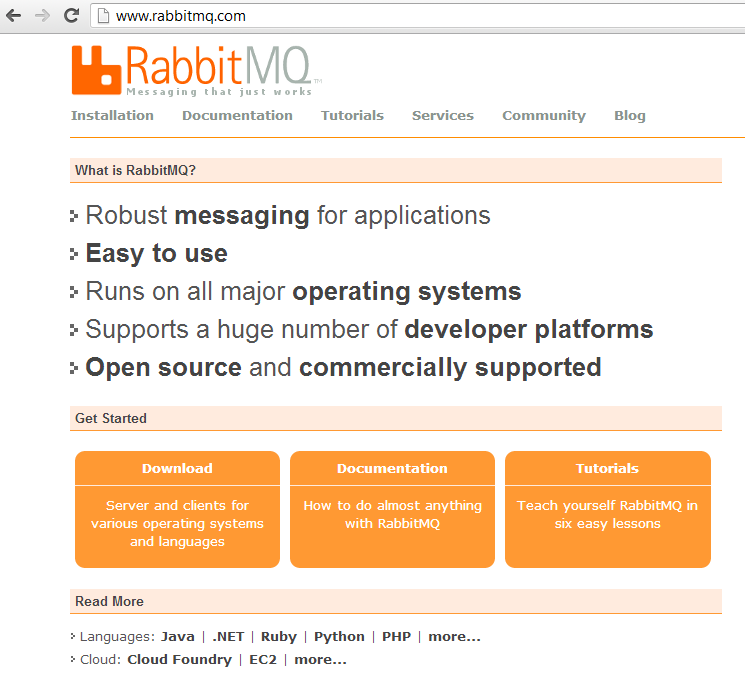 www.rabbitmq.com
RabbitMQ™
Messaging that just works
Installation Documentation Tutorials Services Community Blog
What is RabbitMQ?
Robust messaging for applications
Easy to use
Runs on all major operating systems
Supports a huge number of developer platforms
Open source and commercially supported
Get Started
Download
Server and clients for
various operating systems
and languages
Documentation
How to do almost anything
with RabbitMQ
Tutorials
Teach yourself RabbitMQ in
six easy lessons
Read More
Languages: Java | .NET | Ruby | Python | PHP | more...
Cloud: Cloud Foundry | EC2 | more...